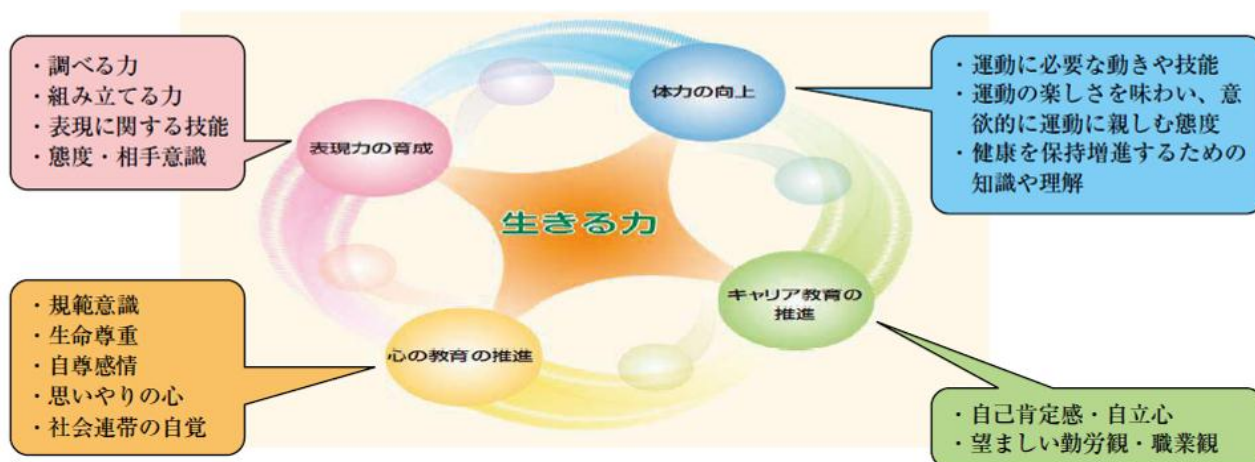 ・調べる力
・組み立てる力
・表現に関する技能
・態度・相手意識
表現力の育成
体力の向上
・運動に必要な動きや技能
・運動の楽しさを味わい、意
欲的に運動に親しむ態度
・健康を保持増進するための
知識や理解
生きる力
・規範意識
・生命尊重
・自尊感情
・思いやりの心
・社会連帯の自覚
心の教育の推進
キャリア教育の
推進
・自己肯定感・自立心
・望ましい勤労観・職業観